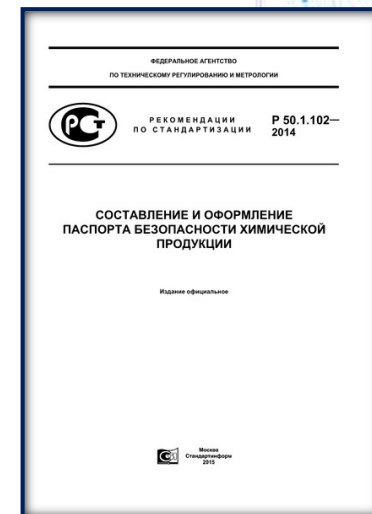 ФЕДЕРАЛЬНОЕ АГЕНТСТВО
ПО ТЕХНИЧЕСКОМУ РЕГУЛИРОВАНИЮ И МЕТРОЛОГИИ
РЕКОМЕНДАЦИИ
ПО СТАНДАРТИЗАЦИИ
Р 50.1.102—
2014
СОСТАВЛЕНИЕ И ОФОРМЛЕНИЕ
ПАСПОРТА БЕЗОПАСНОСТИ ХИМИЧЕСКОЙ
ПРОДУКЦИИ
Издание официальное
Москва
Стандартинформ
2015